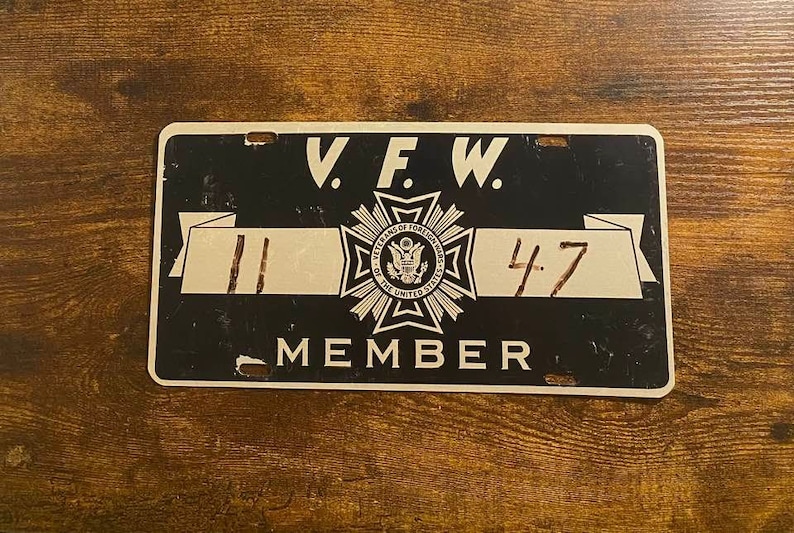 V. F. W.
VETERANS OF FOREIGN WARS
OF THE UNITED STATES
11 47
MEMBER